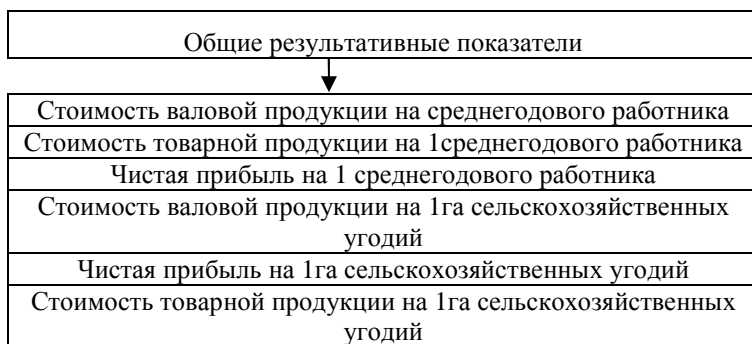 Общие результативные показатели
Стоимость валовой продукции на среднегодового работника
Стоимость товарной продукции на 1среднегодового работника
Чистая прибыль на 1 среднегодового работника
Стоимость валовой продукции на 1га сельскохозяйственных
угодий
Чистая прибыль на 1га сельскохозяйственных угодий
Стоимость товарной продукции на 1га сельскохозяйственных
угодий